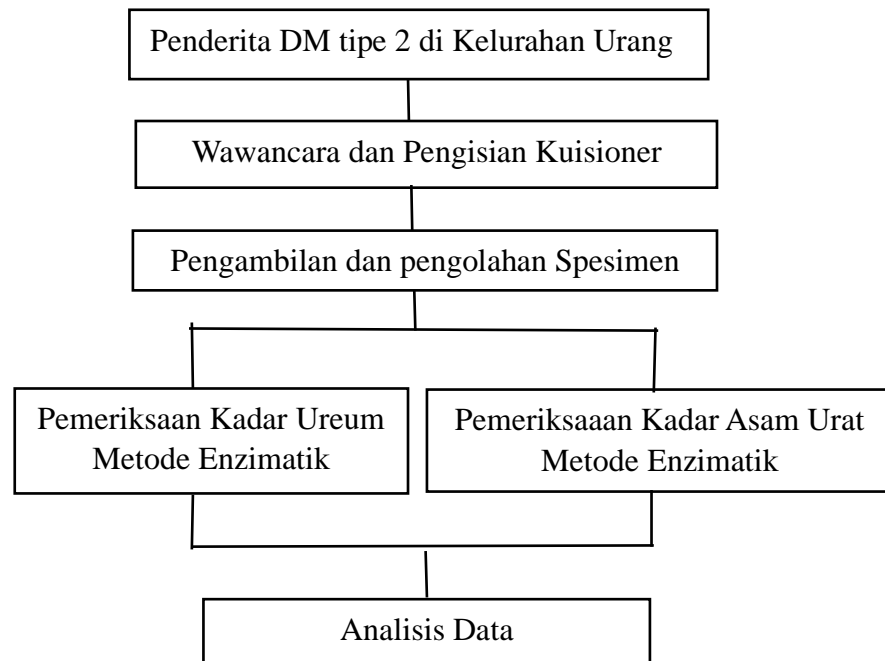 Penderita DM tipe 2 di Kelurahan Urang
Wawancara dan Pengisian Kuisioner
Pengambilan dan pengolahan Spesimen
Pemeriksaan Kadar Ureum
Metode Enzimatik
Pemeriksaaan Kadar Asam Urat
Metode Enzimatik
Analisis Data